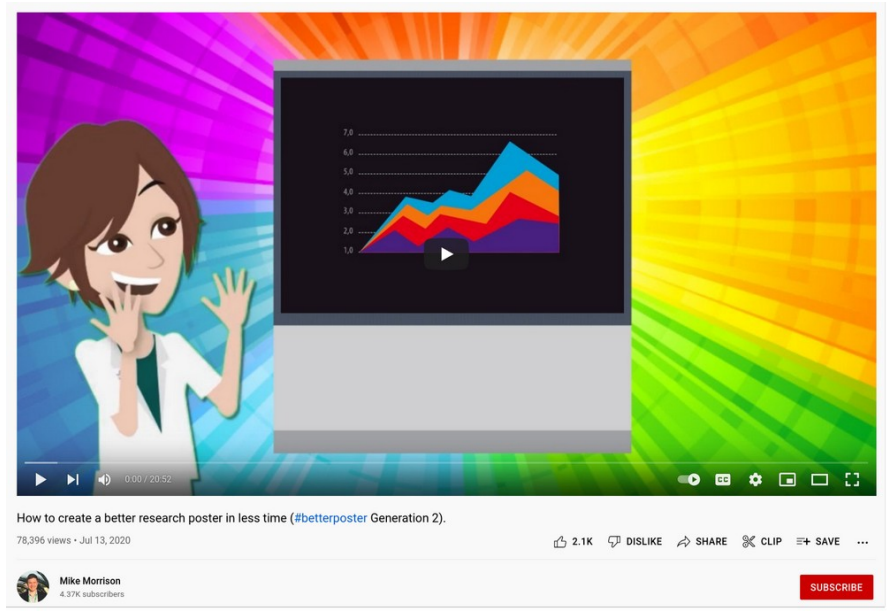 7,0
6,0
5,0
4,0
3,0
2,0
1,0
0:00 / 20:52
CC
How to create a better research poster in less time (#betterposter Generation 2).
78,396 views • Jul 13, 2020
2.1K DISLIKE SHARE CLIP SAVE ...
Mike Morrison
4.37K subscribers
SUBSCRIBE